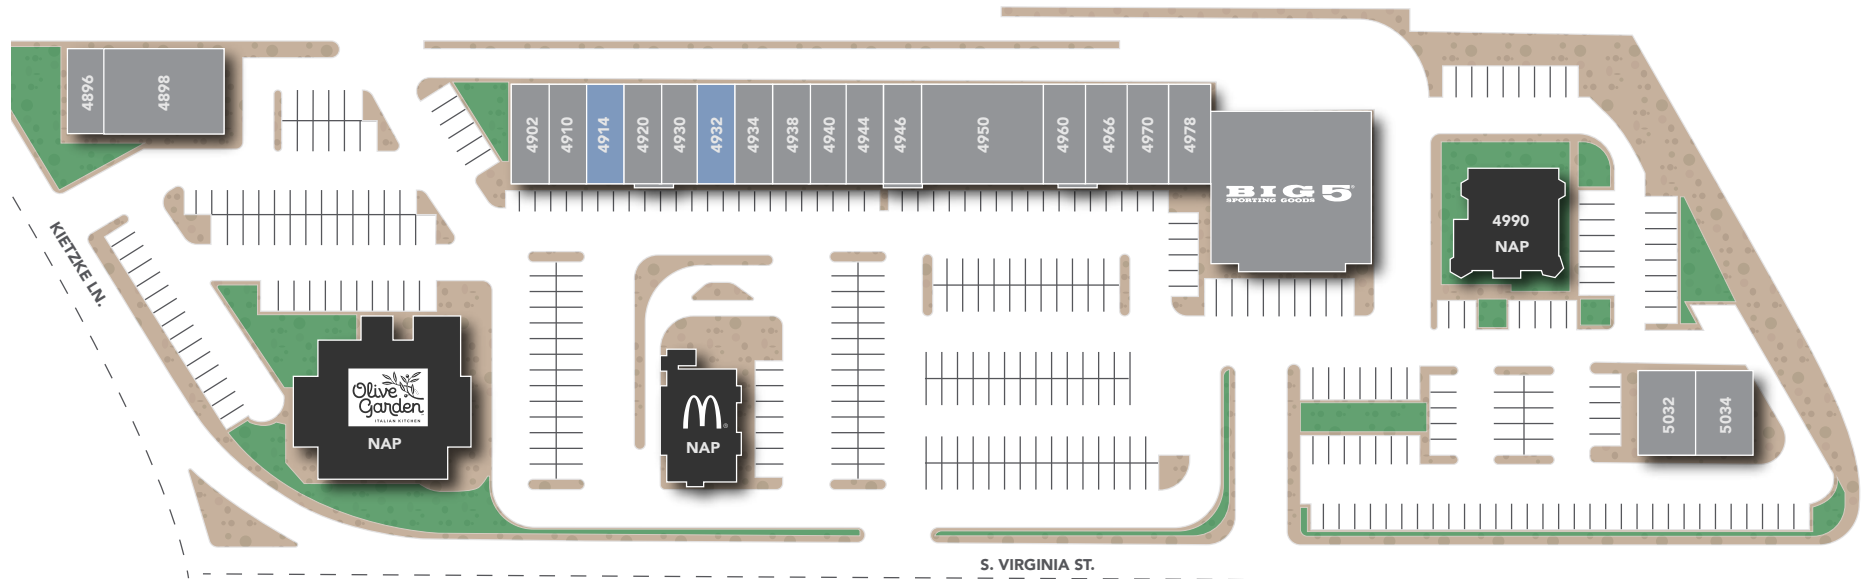 4896
4898
4902
4910
4914
4920
4930
4932
4934
4938
4940
4944
4946
4950
4960
4966
4970
4978
BIG 5
SPORTING GOODS
4990
NAP
KIETZKE LN.
Olive
Garden
ITALIAN KITCHEN
NAP
NAP
5032
5034
S. VIRGINIA ST.